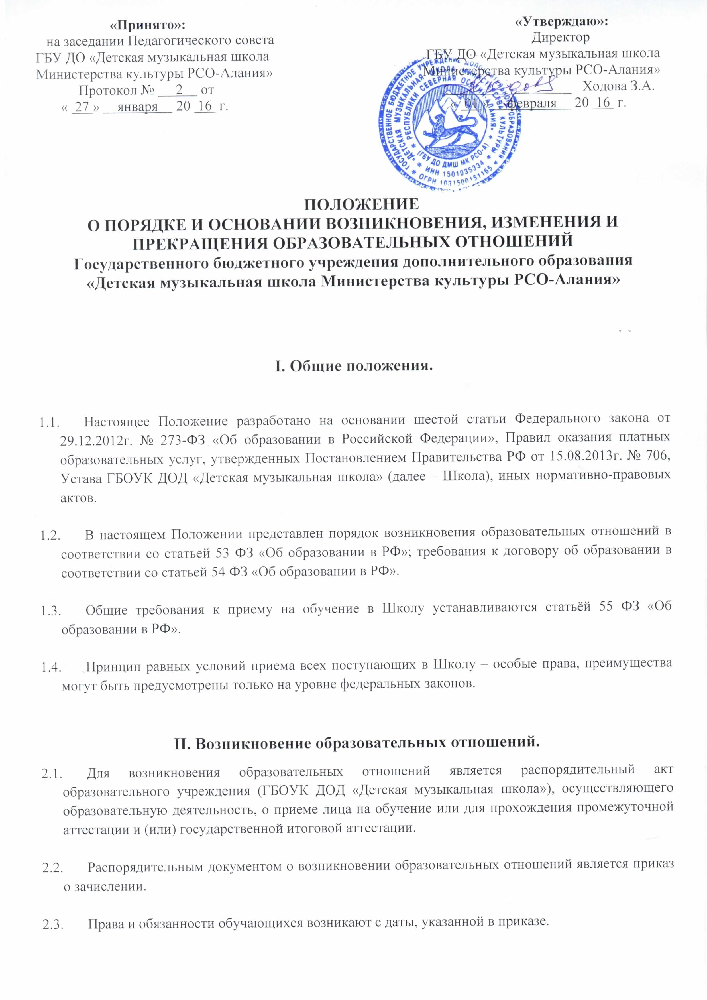 «Принято»:
на заседании Педагогического совета
ГБУ ДО «Детская музыкальная школа
Министерства культуры РСО-Алания»
Протокол № 2 от
« 27 » января 20 16 г.
«Утверждаю»:
Директор
ГБУ ДО «Детская музыкальная школа
Министерства культуры РСО-Алания»
Ходова З.А.
« 01 » февраля 20 16 г.
ГОСУДАРСТВЕННОЕ БЮДЖЕТНОЕ УЧРЕЖДЕНИЕ ДОПОЛНИТЕЛЬНОГО ОБРАЗОВАНИЯ * ОГРН 1031500151165 *
«ДЕТСКАЯ МУЗЫКАЛЬНАЯ ШКОЛА МИНИСТЕРСТВА КУЛЬТУРЫ * ИНН 1501035334 *
РЕСПУБЛИКИ СЕВЕРНАЯ ОСЕТИЯ-АЛАНИЯ» * (ГБУ ДО ДМШ МК РСО-А) *
ПОЛОЖЕНИЕ
О ПОРЯДКЕ И ОСНОВАНИИ ВОЗНИКНОВЕНИЯ, ИЗМЕНЕНИЯ И
ПРЕКРАЩЕНИЯ ОБРАЗОВАТЕЛЬНЫХ ОТНОШЕНИЙ
Государственного бюджетного учреждения дополнительного образования
«Детская музыкальная школа Министерства культуры РСО-Алания»
I. Общие положения.
1.1. Настоящее Положение разработано на основании шестой статьи Федерального закона от
29.12.2012г. № 273-ФЗ «Об образовании в Российской Федерации», Правил оказания платных
образовательных услуг, утвержденных Постановлением Правительства РФ от 15.08.2013г. № 706,
Устава ГБОУК ДОД «Детская музыкальная школа» (далее – Школа), иных нормативно-правовых
актов.
1.2. В настоящем Положении представлен порядок возникновения образовательных отношений в
соответствии со статьей 53 ФЗ «Об образовании в РФ»; требования к договору об образовании в
соответствии со статьей 54 ФЗ «Об образовании в РФ».
1.3. Общие требования к приему на обучение в Школу устанавливаются статьёй 55 ФЗ «Об
образовании в РФ».
1.4. Принцип равных условий приема всех поступающих в Школу – особые права, преимущества
могут быть предусмотрены только на уровне федеральных законов.
II. Возникновение образовательных отношений.
2.1. Для возникновения образовательных отношений является распорядительный акт
образовательного учреждения (ГБОУК ДОД «Детская музыкальная школа»), осуществляющего
образовательную деятельность, о приеме лица на обучение или для прохождения промежуточной
аттестации и (или) государственной итоговой аттестации.
2.2. Распорядительным документом о возникновении образовательных отношений является приказ
о зачислении.
2.3. Права и обязанности обучающихся возникают с даты, указанной в приказе.